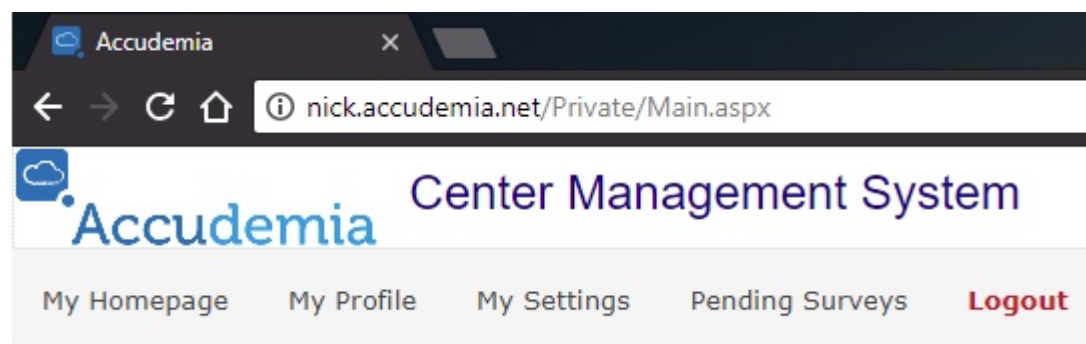 Accudemia
nick.accudemia.net/Private/Main.aspx
Accudemia Center Management System
My Homepage My Profile My Settings Pending Surveys Logout